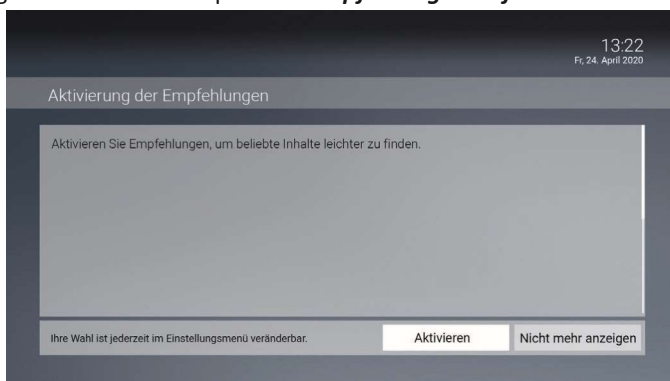 13:22
Fr, 24. April 2020
Aktivierung der Empfehlungen
Aktivieren Sie Empfehlungen, um beliebte Inhalte leichter zu finden.
Ihre Wahl ist jederzeit im Einstellungsmenü veränderbar.
Aktivieren
Nicht mehr anzeigen